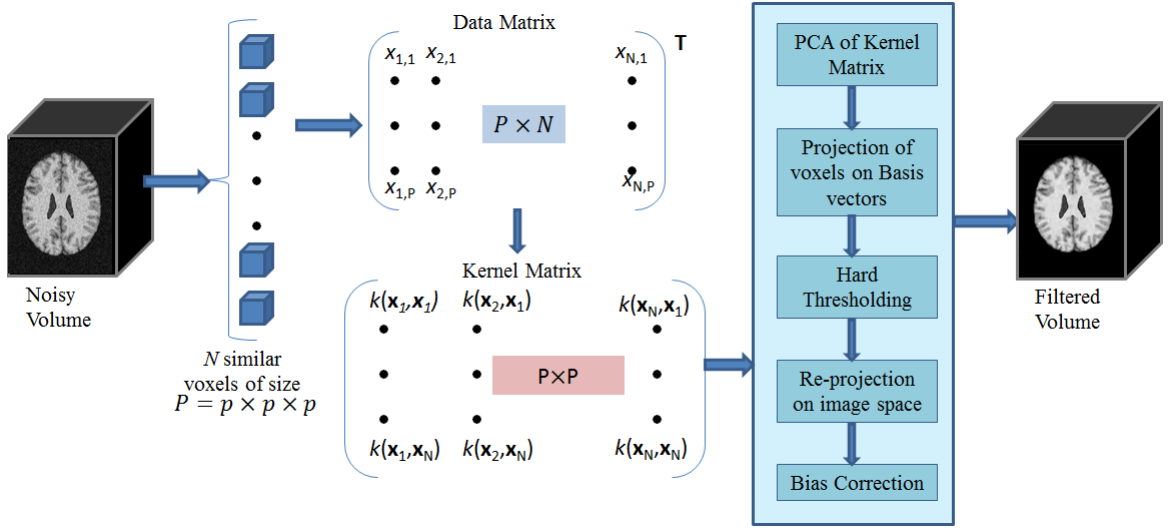 Noisy
Volume
N similar
voxels of size
P = p × p × p
Data Matrix
T
x1,1 x2,1 xN,1
P × N
x1,P x2,P xN,P
Kernel Matrix
k(x1,x1) k(x2,x1) k(xN,x1)
P×P
k(x1,xN) k(x2,xN) k(xN,xN)
PCA of Kernel
Matrix
Projection of
voxels on Basis
vectors
Hard
Thresholding
Re-projection
on image space
Bias Correction
Filtered
Volume